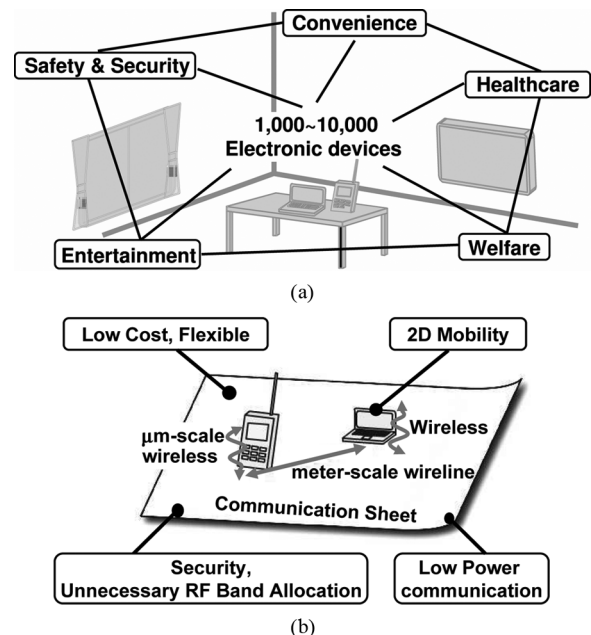 Convenience
Safety & Security
Healthcare
1,000~10,000
Electronic devices
Entertainment
Welfare
(a)
Low Cost, Flexible
2D Mobility
μm-scale
wireless
Wireless
meter-scale wireline
Communication Sheet
Security,
Unnecessary RF Band Allocation
Low Power
communication
(b)